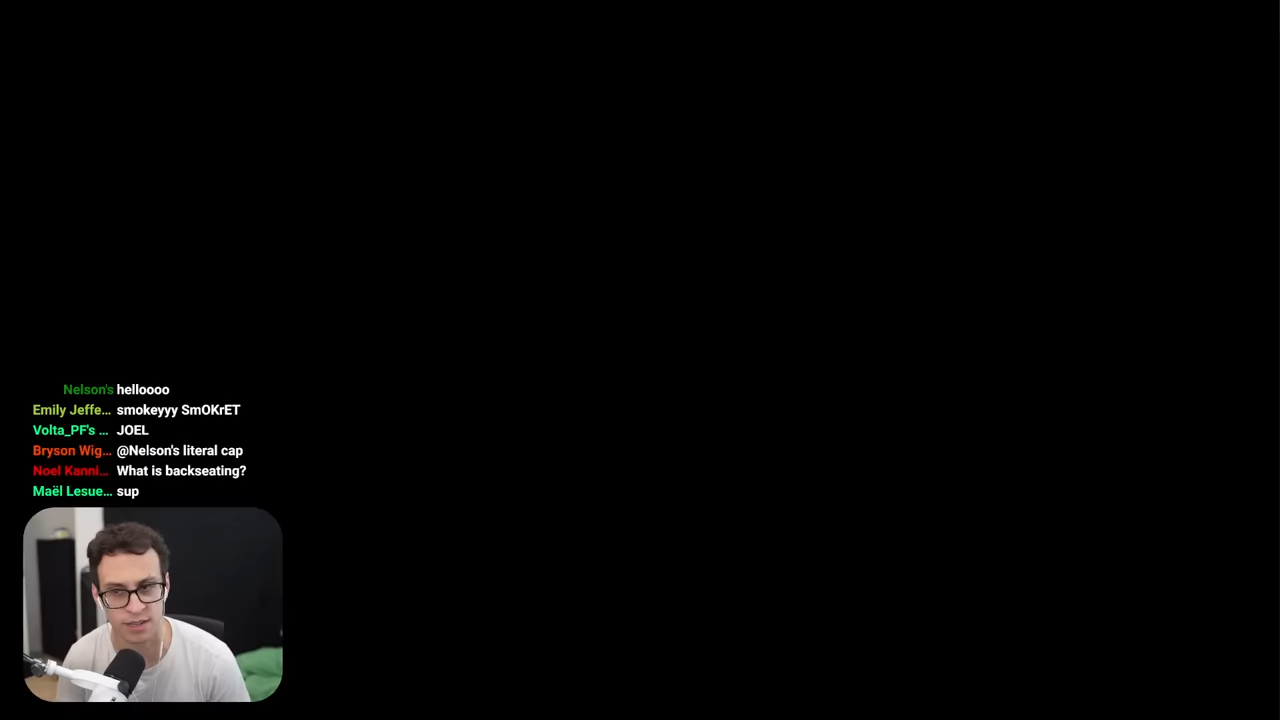 Nelson's helloooo
Emily Jeffe... smokeyyy SmOKrET
Volta_PF's ... JOEL
Bryson Wig... @Nelson's literal cap
Noel Kanni... What is backseating?
Maël Lesue... sup